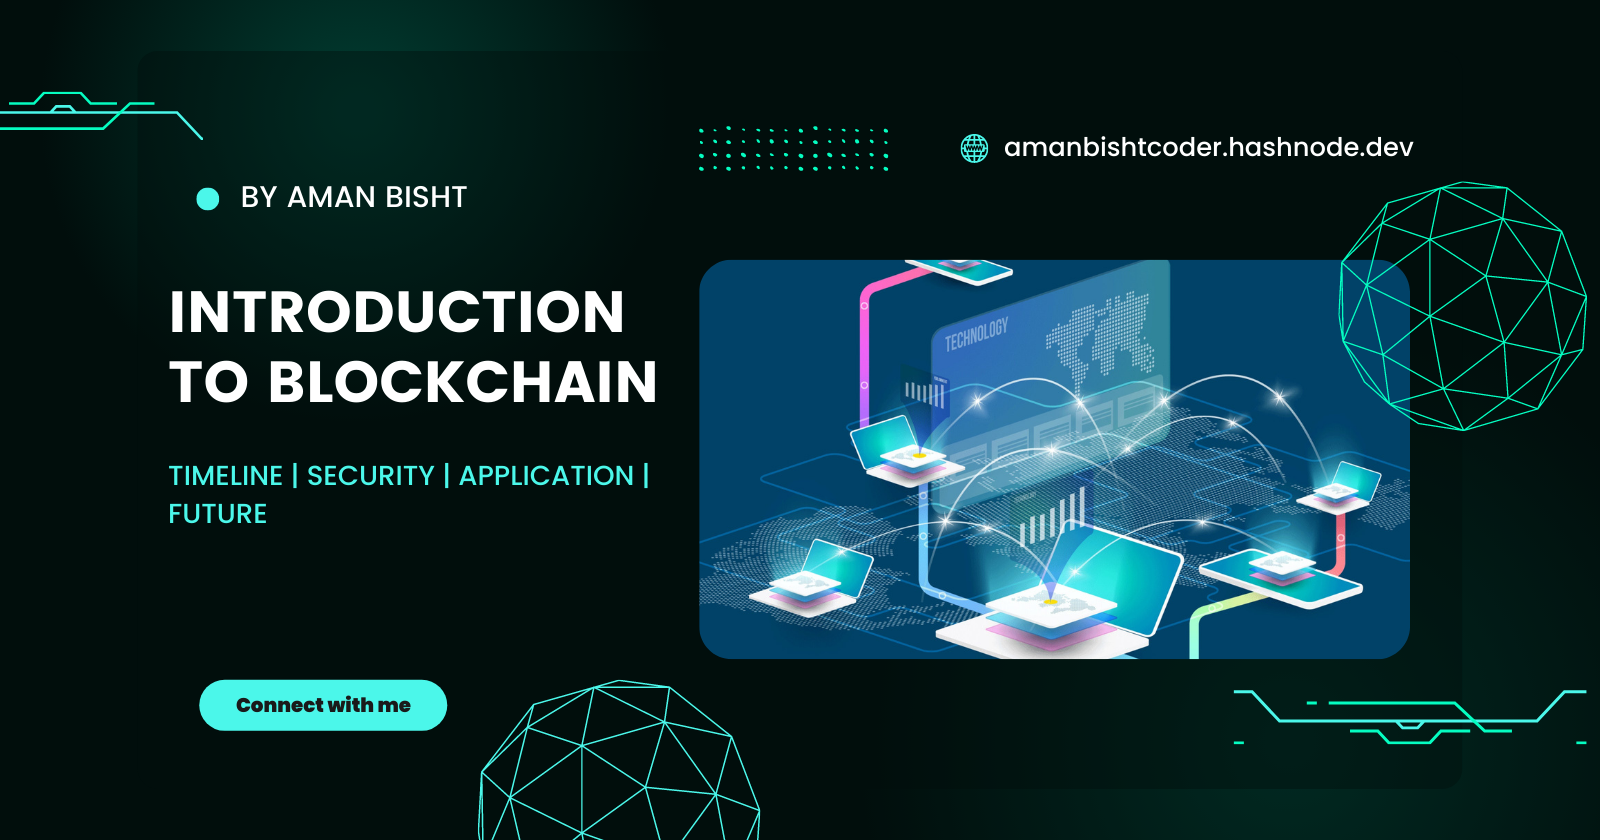 amanbishtcoder.hashnode.dev
BY AMAN BISHT
INTRODUCTION
TO BLOCKCHAIN
TIMELINE | SECURITY | APPLICATION |
FUTURE
TECHNOLOGY
Connect with me